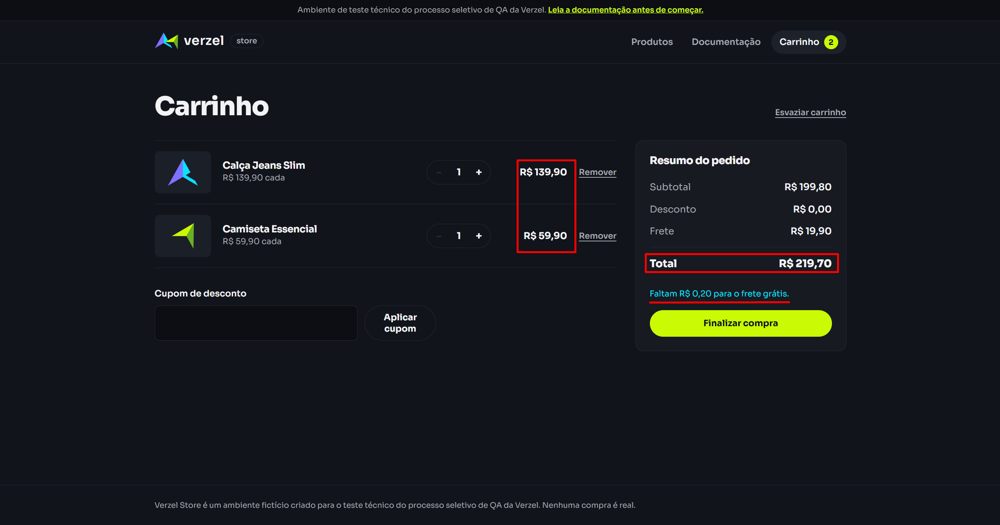 Ambiente de teste técnico do processo seletivo de QA da Verzel. Leia a documentação antes de começar.
verzel store
Produtos Documentação Carrinho 2
Carrinho
Esvaziar carrinho
Calça Jeans Slim
R$ 139,90 cada
- 1 + R$ 139,90 Remover
Camiseta Essencial
R$ 59,90 cada
- 1 + R$ 59,90 Remover
Cupom de desconto
Aplicar
cupom
Resumo do pedido
Subtotal R$ 199,80
Desconto R$ 0,00
Frete R$ 19,90
Total R$ 219,70
Faltam R$ 0,20 para o frete grátis.
Finalizar compra
Verzel Store é um ambiente fictício criado para o teste técnico do processo seletivo de QA da Verzel. Nenhuma compra é real.